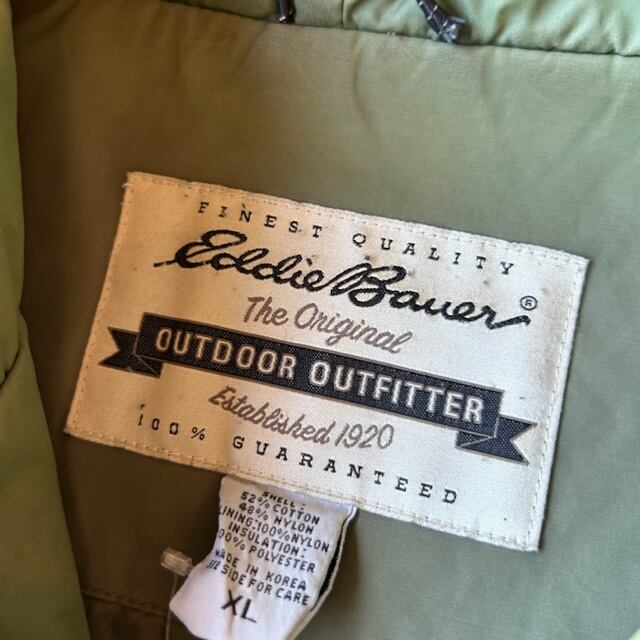 FINEST QUALITY
Eddie Bauer ®
The Original
OUTDOOR OUTFITTER
Established 1920
100% GUARANTEED
SHELL:
52% COTTON
48% NYLON
LINING:100%NYLON
INSULATION:
100% POLYESTER
MADE IN KOREA
SIDE FOR CARE
XL